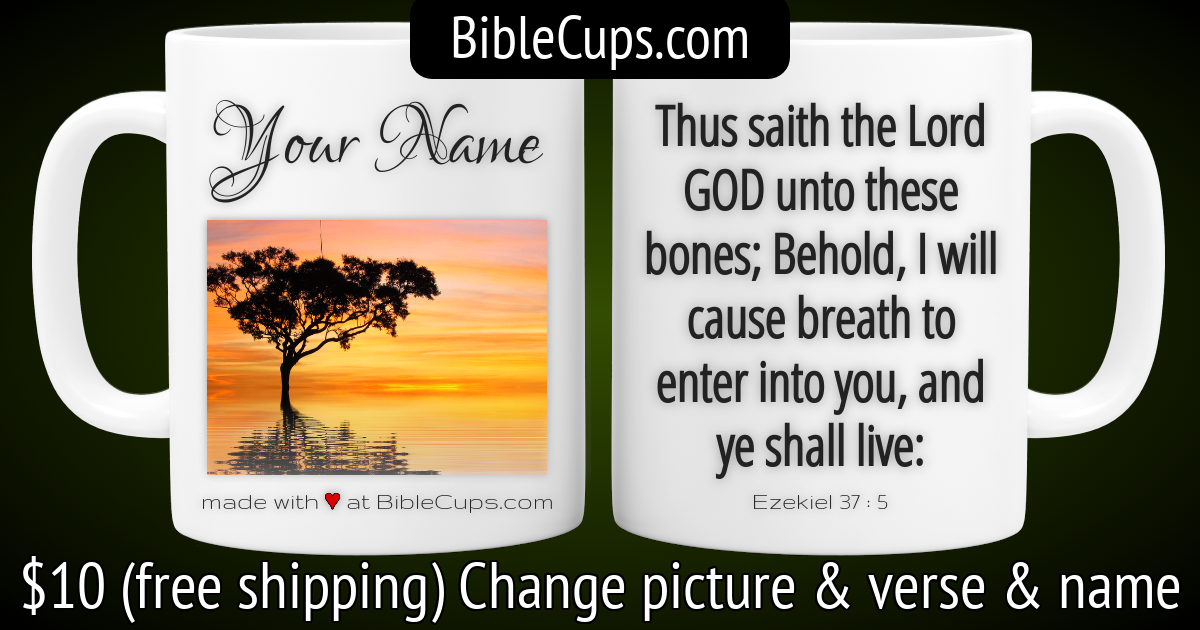 BibleCups.com
Your Name
made with ♥ at BibleCups.com
Thus saith the Lord
GOD unto these
bones; Behold, I will
cause breath to
enter into you, and
ye shall live:
Ezekiel 37 : 5
$10 (free shipping) Change picture & verse & name